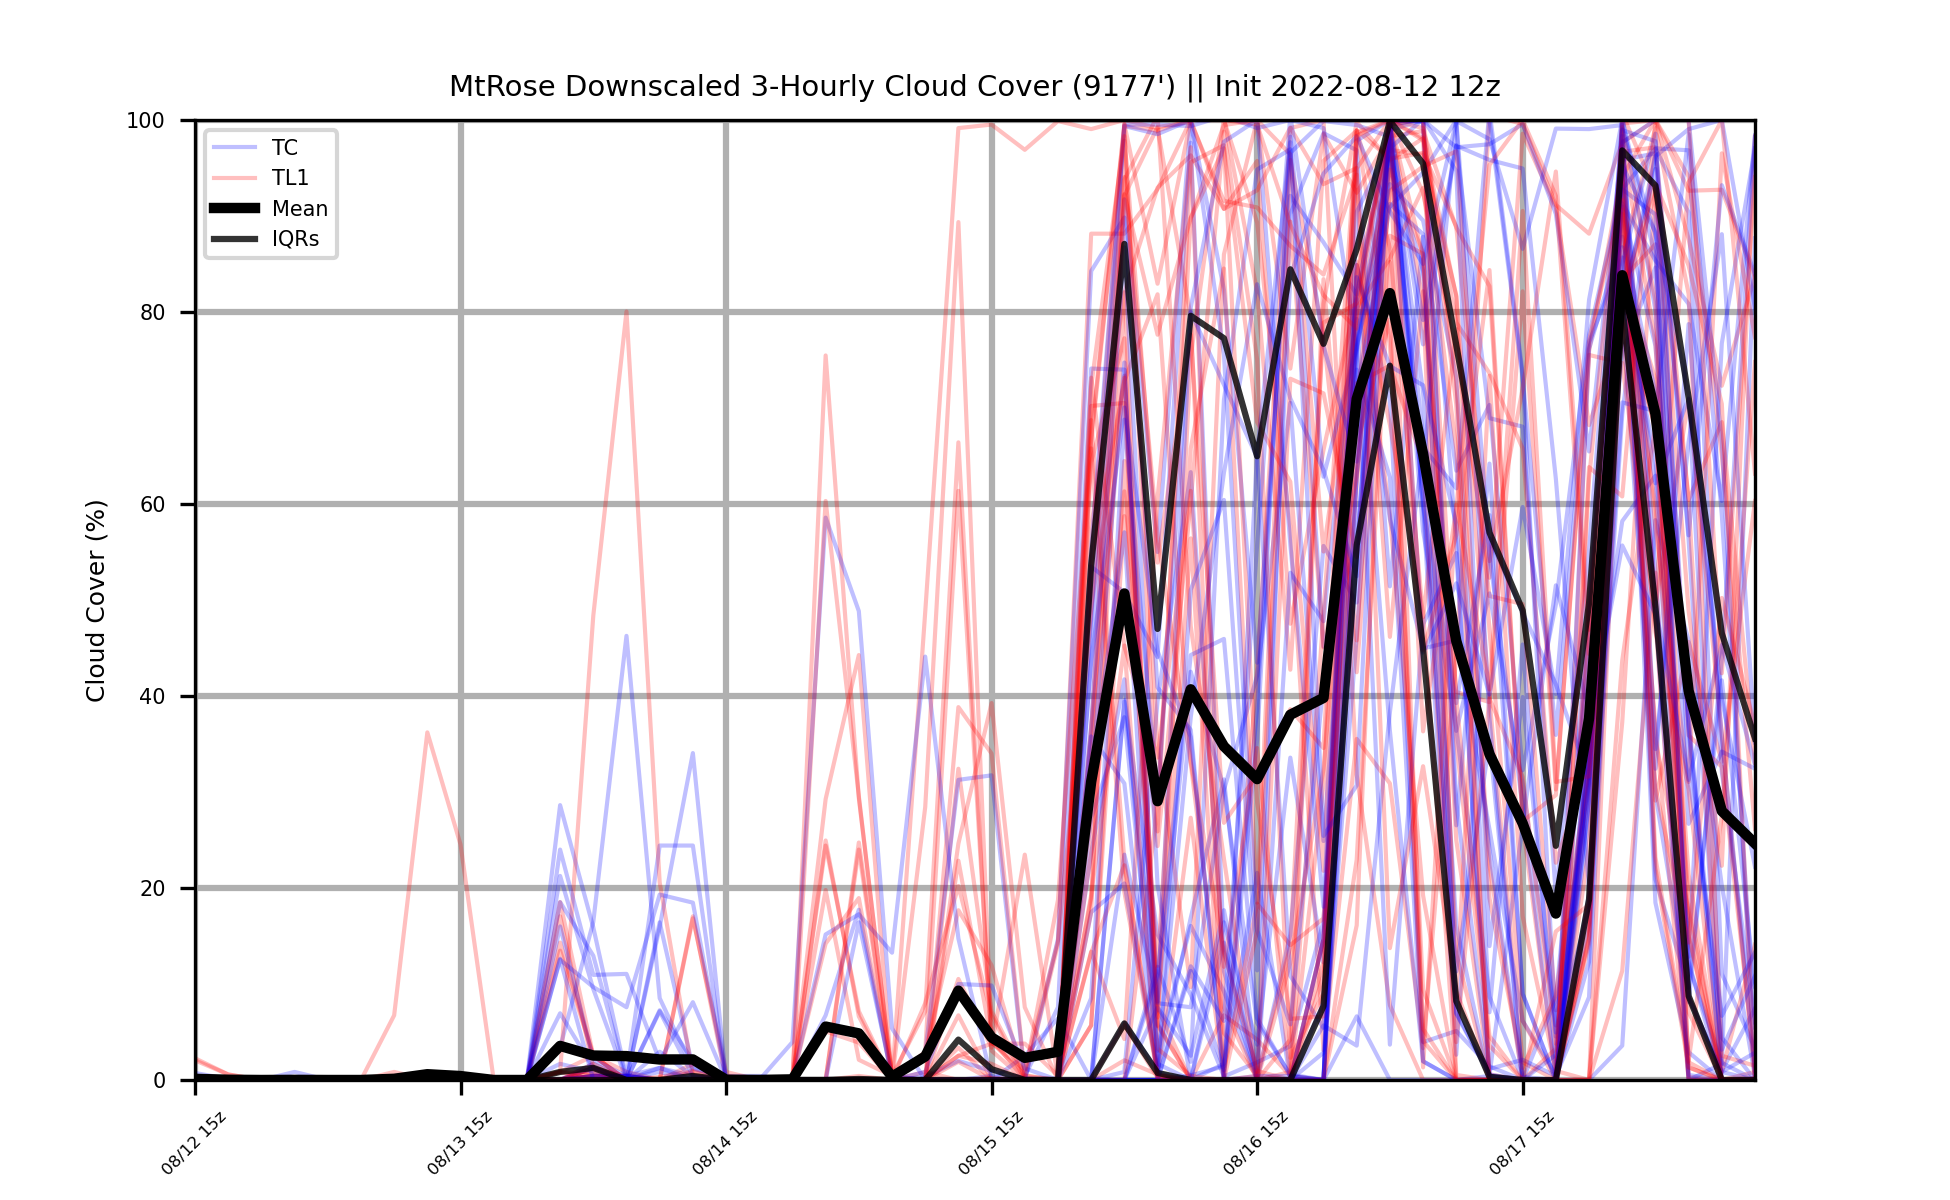 MtRose Downscaled 3-Hourly Cloud Cover (9177') || Init 2022-08-12 12z
TC
TL1
Mean
IQRs
Cloud Cover (%)
100
80
60
40
20
0
08/12 15z
08/13 15z
08/14 15z
08/15 15z
08/16 15z
08/17 15z